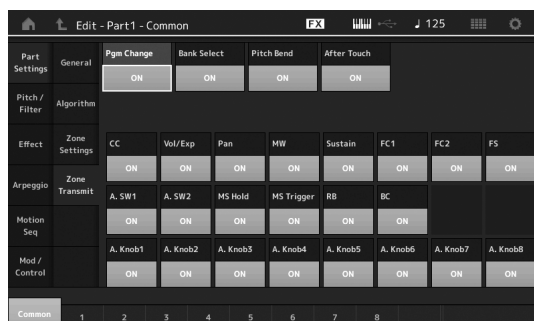 Edit - Part1 - Common FX ♩ 125
Part Settings
Pitch / Filter
Effect
Arpeggio
Motion Seq
Mod / Control
General
Algorithm
Zone Settings
Zone Transmit
Pgm Change Bank Select Pitch Bend After Touch
ON ON ON ON
CC Vol/Exp Pan MW Sustain FC1 FC2 FS
ON ON ON ON ON ON ON ON
A. SW1 A. SW2 MS Hold MS Trigger RB BC
ON ON ON ON ON ON
A. Knob1 A. Knob2 A. Knob3 A. Knob4 A. Knob5 A. Knob6 A. Knob7 A. Knob8
ON ON ON ON ON ON ON ON
Common 1 2 3 4 5 6 7 8